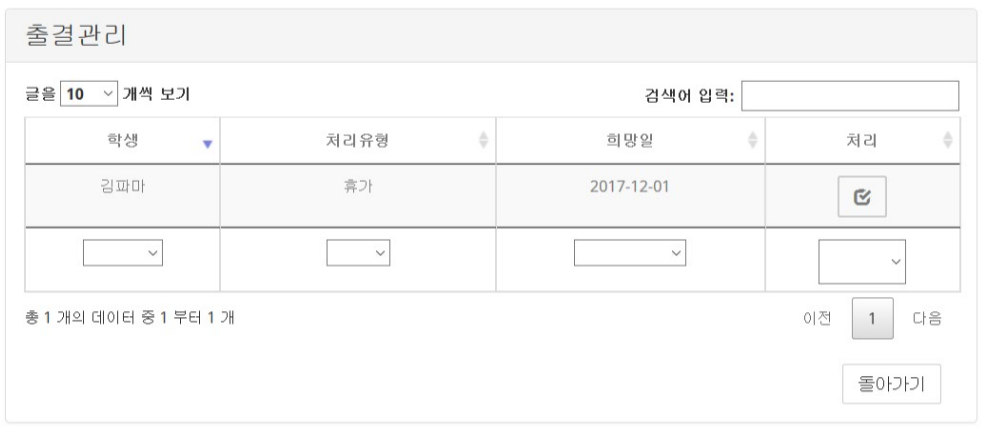 출결관리
글을 10 개씩 보기 검색어 입력:
학생 처리유형 희망일 처리
김파마 휴가 2017-12-01
총 1 개의 데이터 중 1 부터 1 개 이전 1 다음
돌아가기